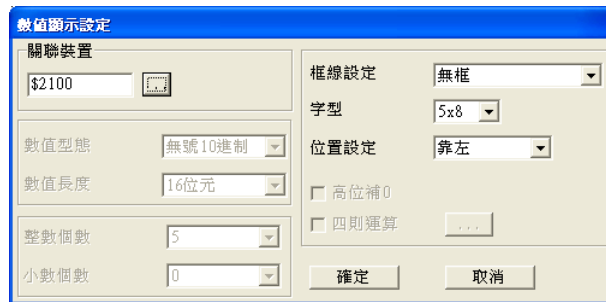 數值顯示設定
關聯裝置
$2100
...
數值型態
無號10進制
數值長度
16位元
整數個數
5
小數個數
0
框線設定
無框
字型
5x8
位置設定
靠左
高位補0
四則運算
...
確定
取消